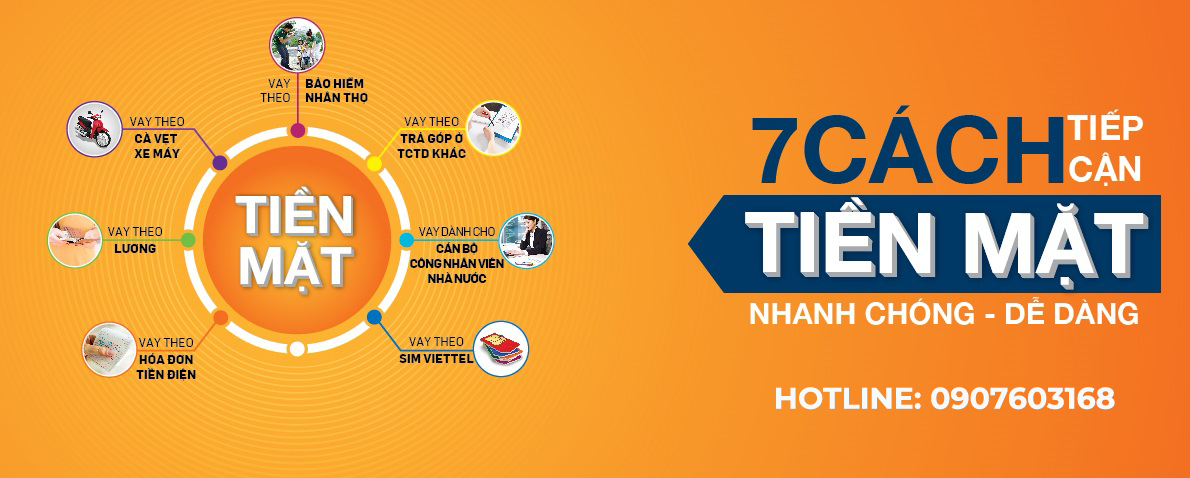 VAY THEO
BẢO HIỂM
NHÂN THỌ
VAY THEO
CÀ VẸT
XE MÁY
VAY THEO
TRẢ GÓP Ở
TCTD KHÁC
TIỀN
MẶT
VAY THEO
LƯƠNG
VAY DÀNH CHO
CÁN BỘ
CÔNG NHÂN VIÊN
NHÀ NƯỚC
VAY THEO
HÓA ĐƠN
TIỀN ĐIỆN
VAY THEO
SIM VIETTEL
7 CÁCH TIẾP
CẬN
TIỀN MẶT
NHANH CHÓNG - DỄ DÀNG
HOTLINE: 0907603168